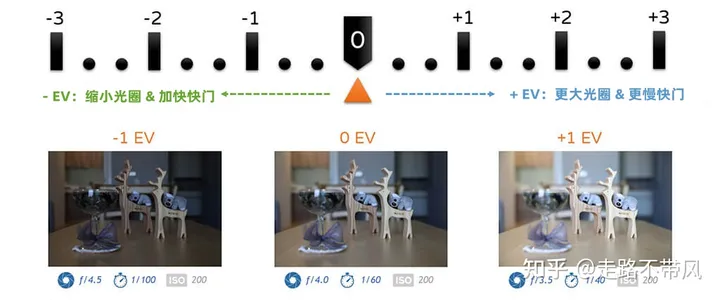 -3 -2 -1 0 +1 +2 +3
- EV：缩小光圈 & 加快快门 + EV：更大光圈 & 更慢快门
-1 EV 0 EV +1 EV
f/4.5 1/100 ISO 200 f/4.0 1/60 ISO 200 f/3.5 1/40 ISO 200
知乎 @走路不带风